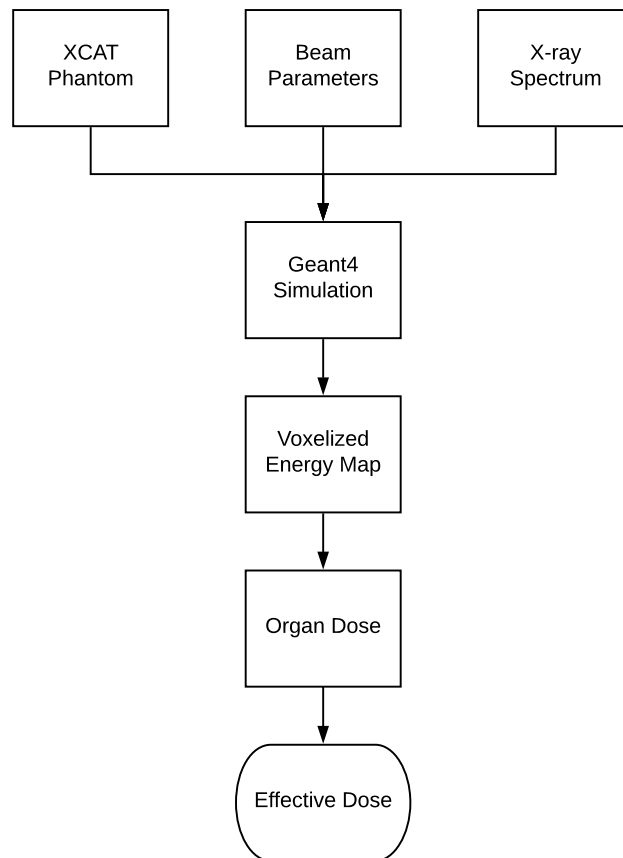 XCAT
Phantom
Beam
Parameters
X-ray
Spectrum
Geant4
Simulation
Voxelized
Energy Map
Organ Dose
Effective Dose